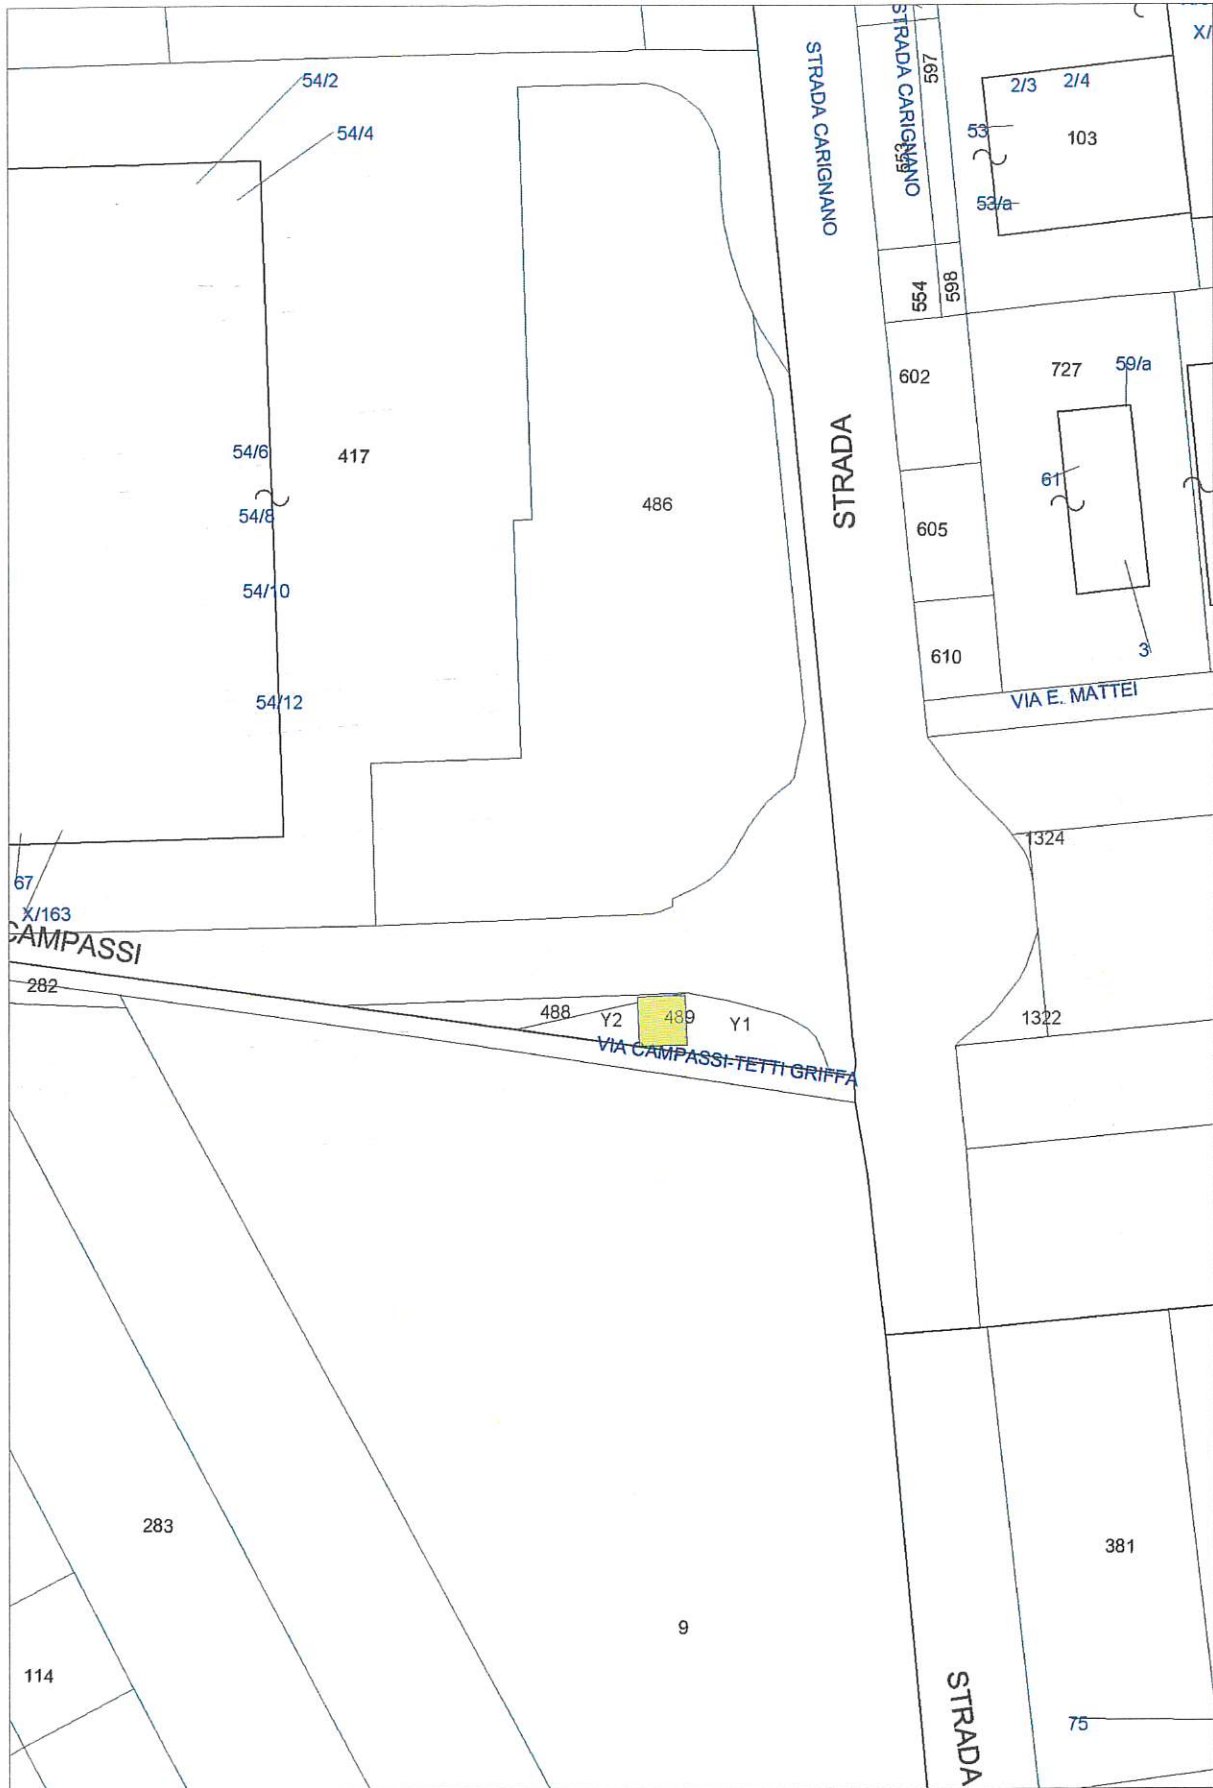 X/
STRADA CARIGNANO
STRADA CARIGNANO
597
553
54/2
54/4
2/3
2/4
53
103
53/a
554
598
602
727
59/a
54/6
417
STRADA
61
486
54/8
605
54/10
610
3
54/12
VIA E. MATTEI
1324
67
X/163
CAMPASSI
282
488
Y2
489
Y1
1322
VIA CAMPASSI-TETTI GRIFFA
283
381
9
114
STRADA
75